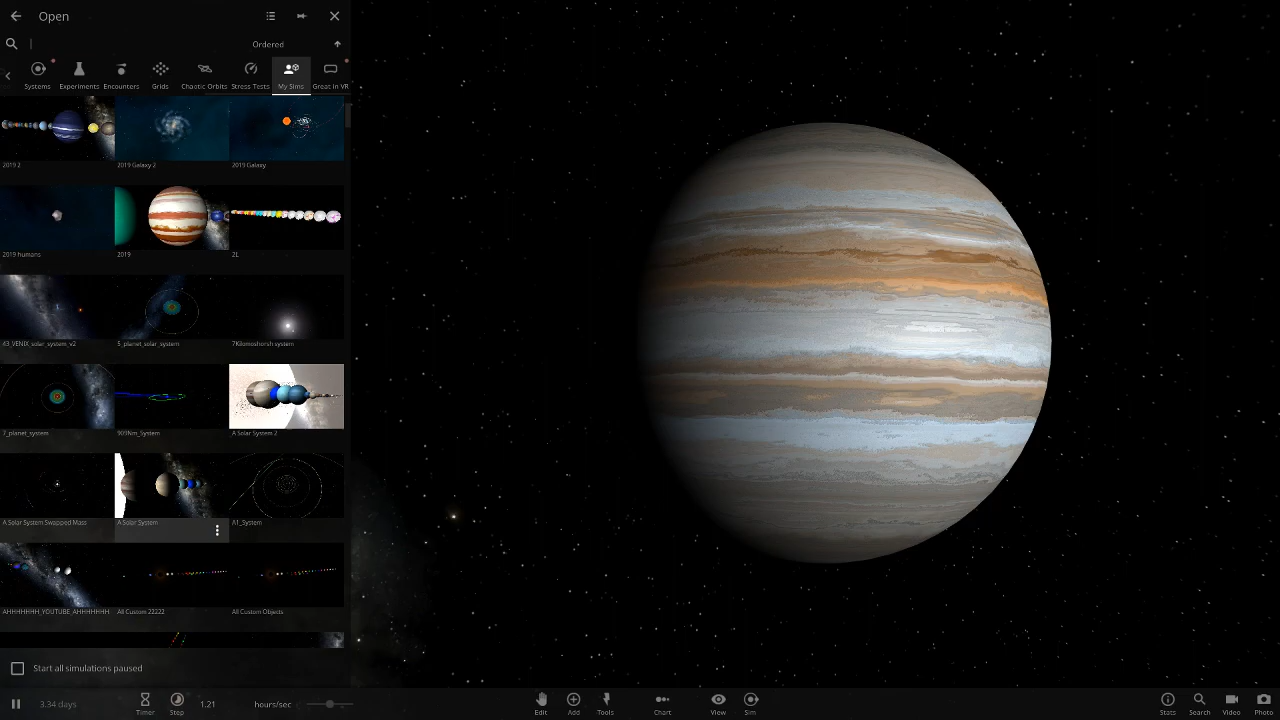 Open
Ordered
Systems Experiments Encounters Grids Chaotic Orbits Stress Tests My Sims Great in VR
2019 2 2019 Galaxy 2 2019 Galaxy
2019 humans 2019 2E
43_VENIX_solar_system_v2 5_planet_solar_system 7Kilomoshorsh system
7_planet_system 909Nm_System A Solar System 2
A Solar System Swapped Mass A Solar System A1_System
AHHHHHHH_YOUTUBE_AHHHHHHH All Custom 22222 All Custom Objects
Start all simulations paused
3.34 days Timer Step 1.21 hours/sec Edit Add Tools Chart View Sim Stats Search Video Photo